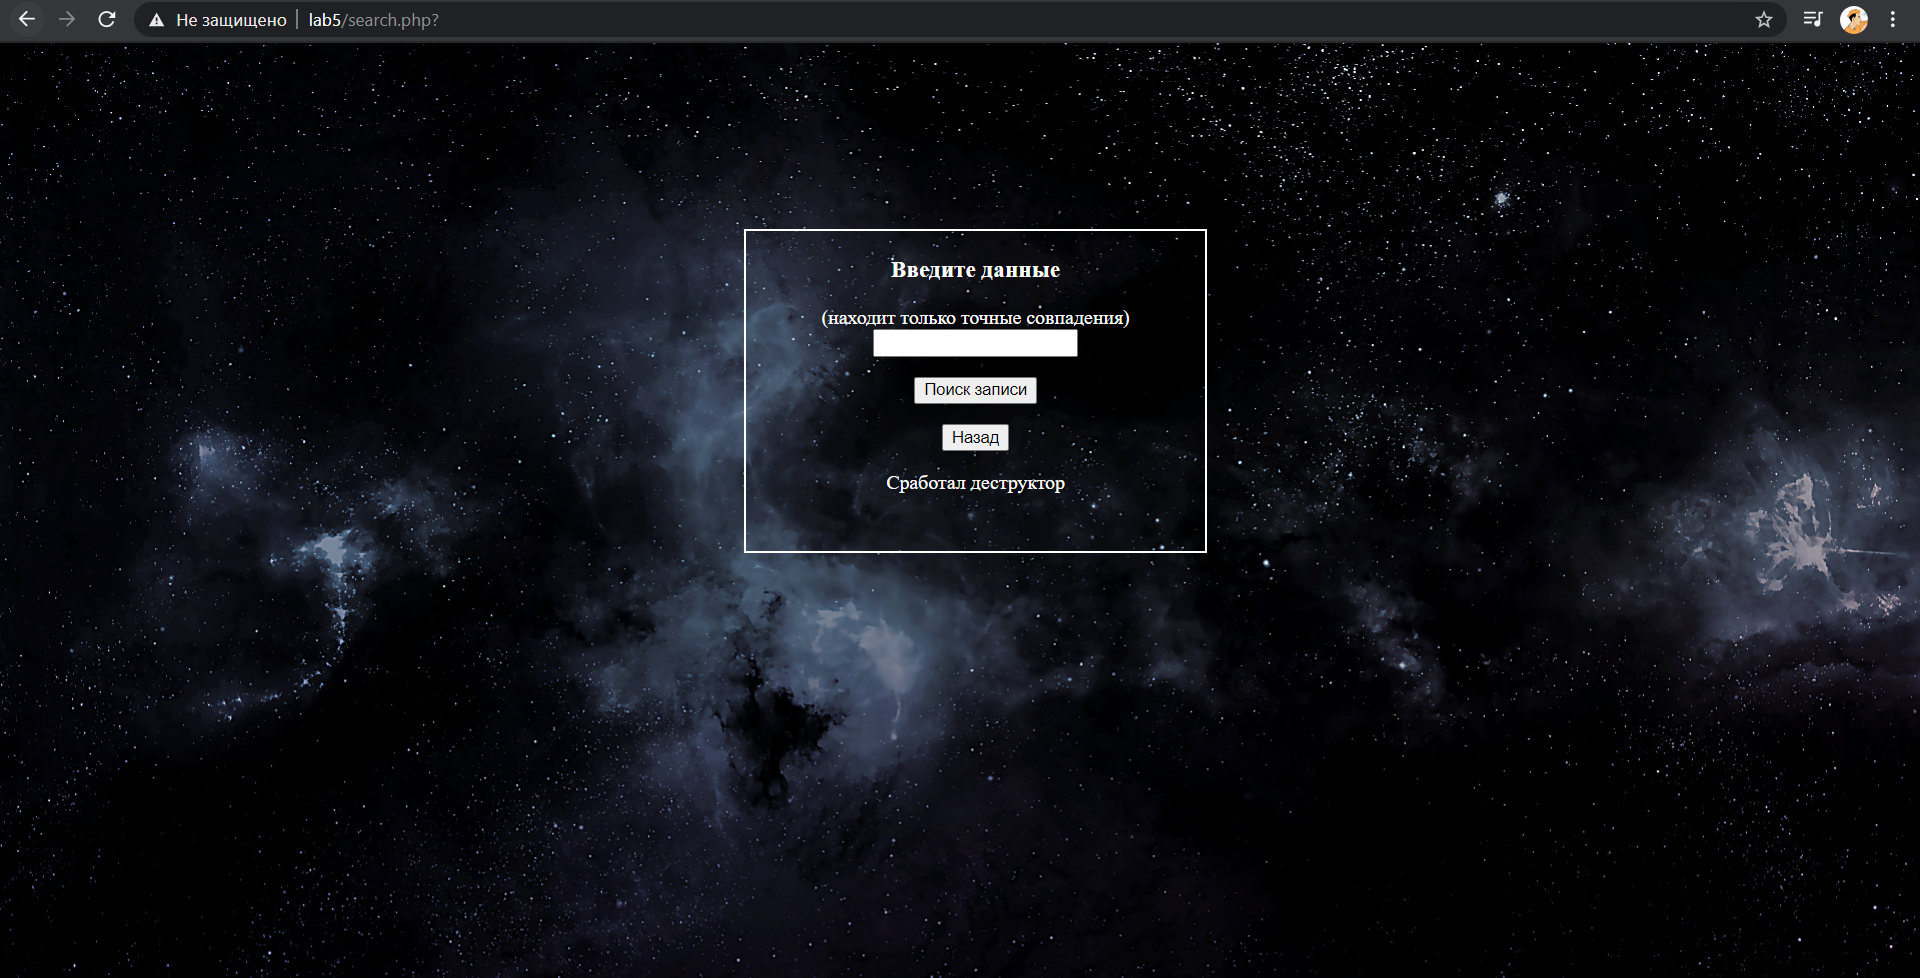 Не защищено lab5/search.php?
Введите данные
(находит только точные совпадения)
Поиск записи
Назад
Сработал деструктор